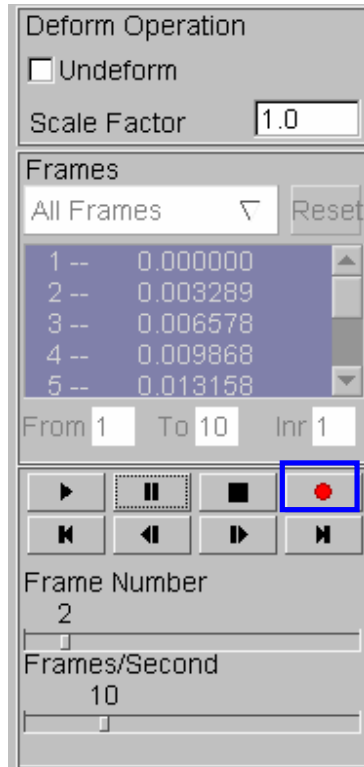 Deform Operation
Undeform
Scale Factor 1.0
Frames
All Frames Reset
1 -- 0.000000
2 -- 0.003289
3 -- 0.006578
4 -- 0.009868
5 -- 0.013158
From 1 To 10 Inr 1
Frame Number
2
Frames/Second
10